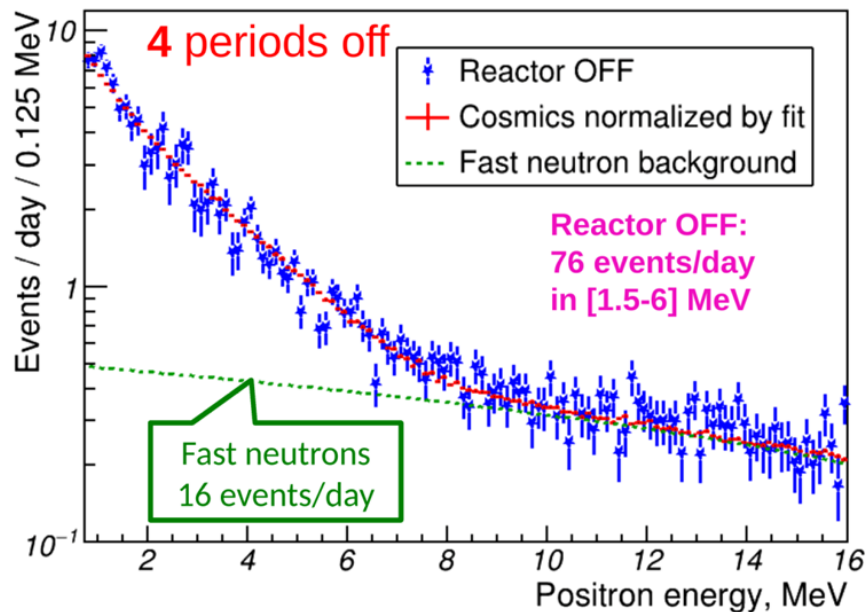 4 periods off
Reactor OFF
Cosmics normalized by fit
Fast neutron background
Reactor OFF:
76 events/day
in [1.5-6] MeV
Fast neutrons
16 events/day
Events / day / 0.125 MeV
10
1
10⁻¹
2 4 6 8 10 12 14 16
Positron energy, MeV